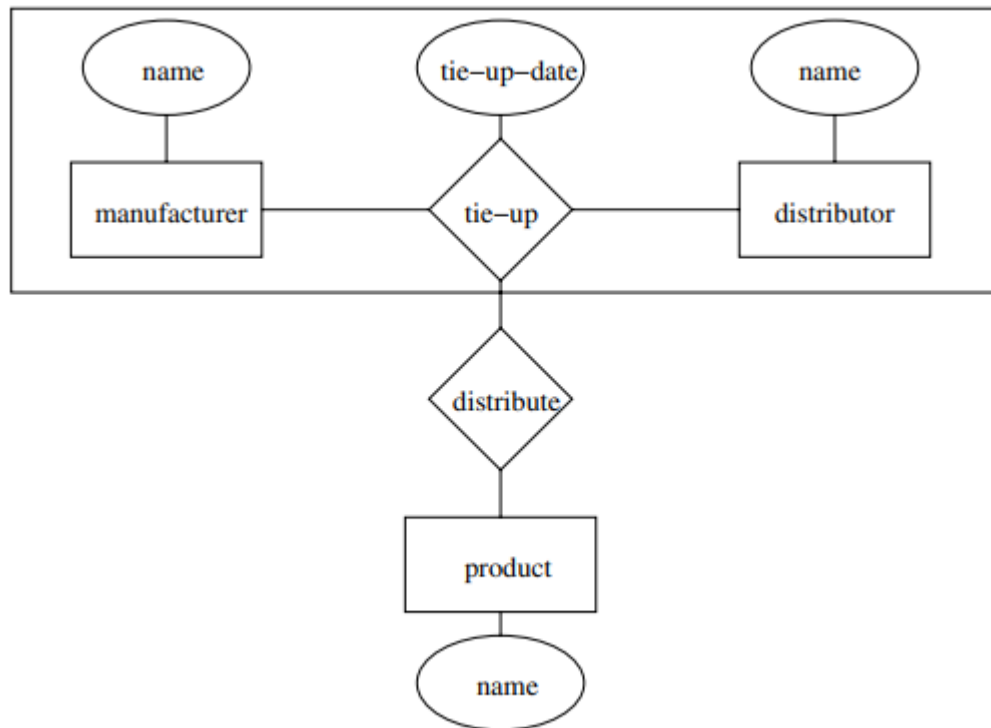 name
tie−up−date
name
manufacturer
tie−up
distributor
distribute
product
name